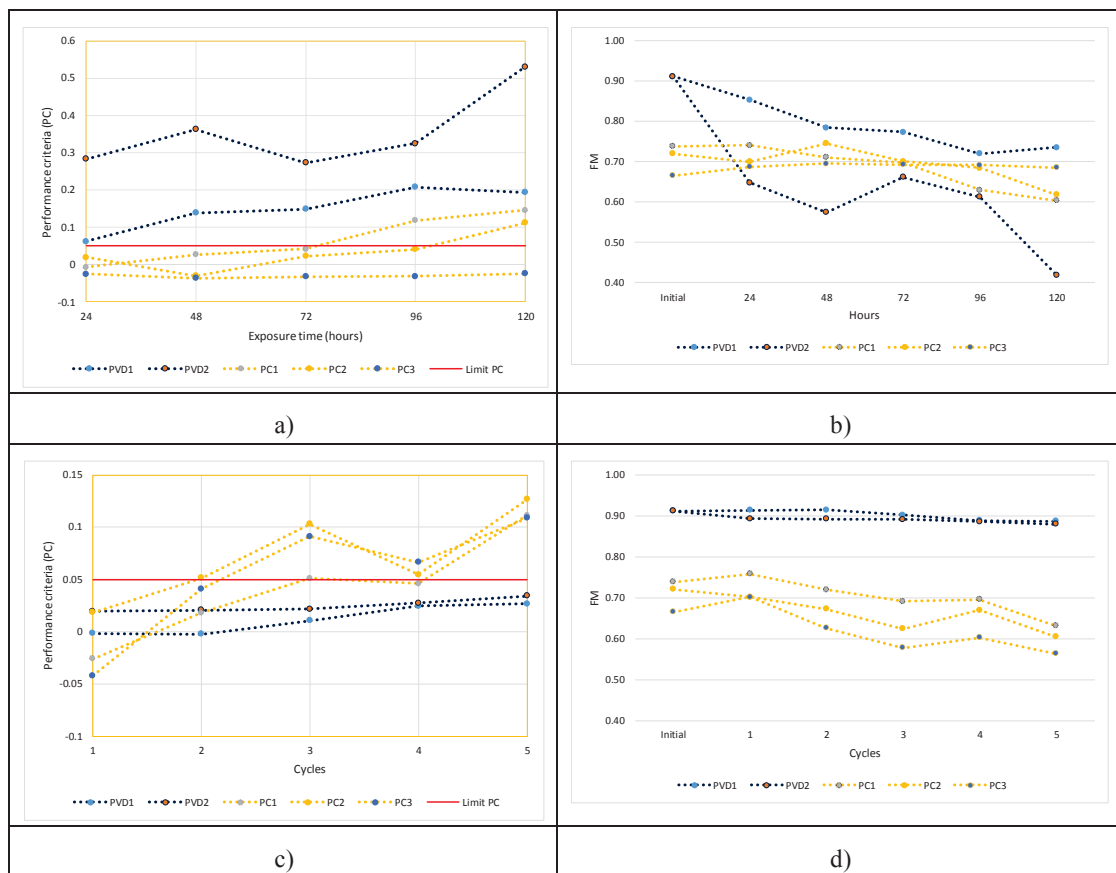 0.6
0.5
0.4
0.3
0.2
0.1
0
-0.1
Performance criteria (PC)
24 48 72 96 120
Exposure time (hours)
PVD1 PVD2 PC1 PC2 PC3 Limit PC
1.00
0.90
0.80
0.70
0.60
0.50
0.40
FM
Initial 24 48 72 96 120
Hours
PVD1 PVD2 PC1 PC2 PC3
a) b)
0.15
0.1
0.05
0
-0.05
-0.1
Performance criteria (PC)
1 2 3 4 5
Cycles
PVD1 PVD2 PC1 PC2 PC3 Limit PC
1.00
0.90
0.80
0.70
0.60
0.50
0.40
FM
Initial 1 2 3 4 5
Cycles
PVD1 PVD2 PC1 PC2 PC3
c) d)